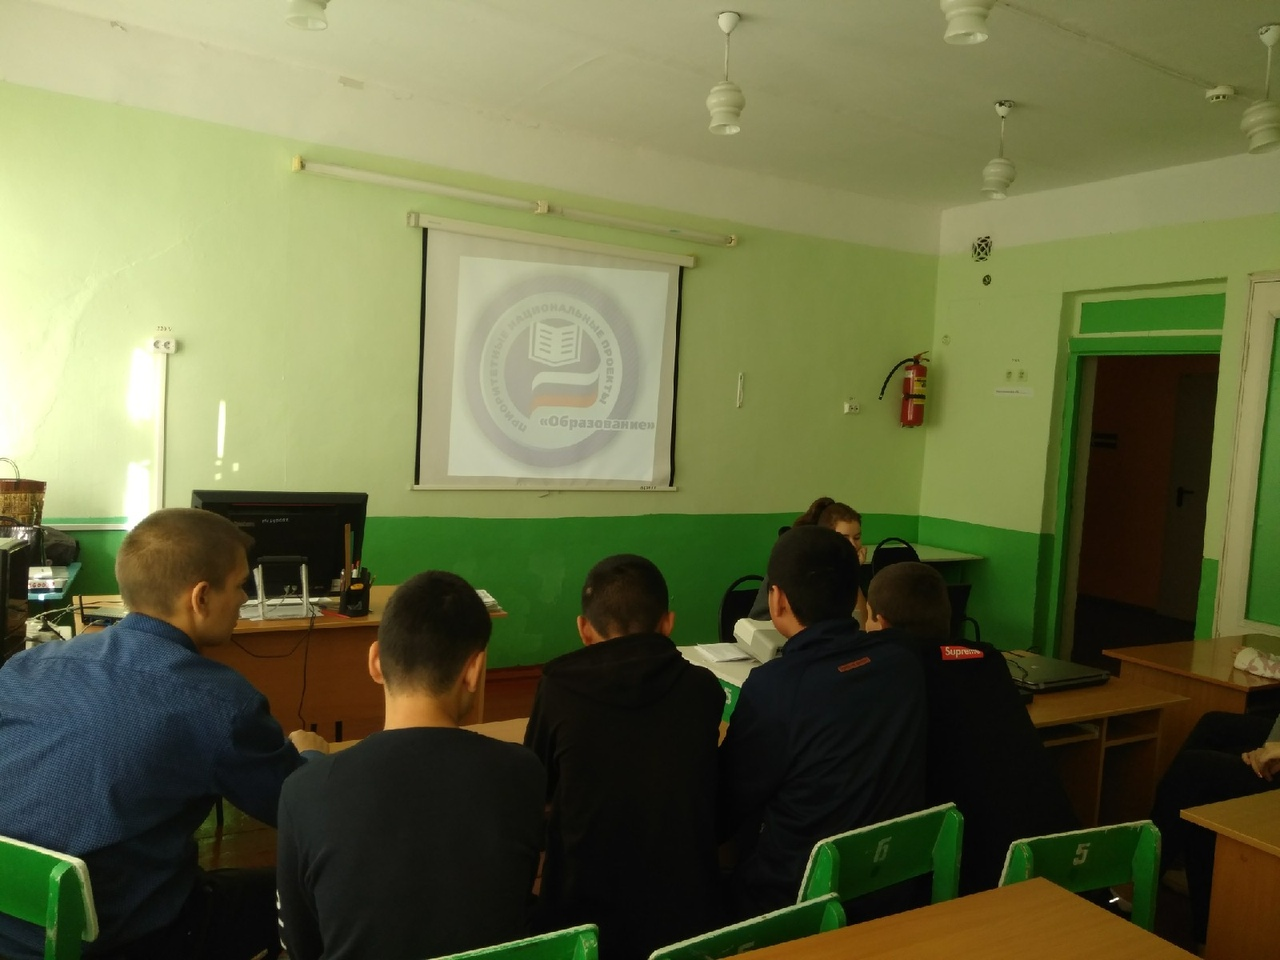 ПРИОРИТЕТНЫЕ НАЦИОНАЛЬНЫЕ ПРОЕКТЫ
«Образование»
Supreme
6
5